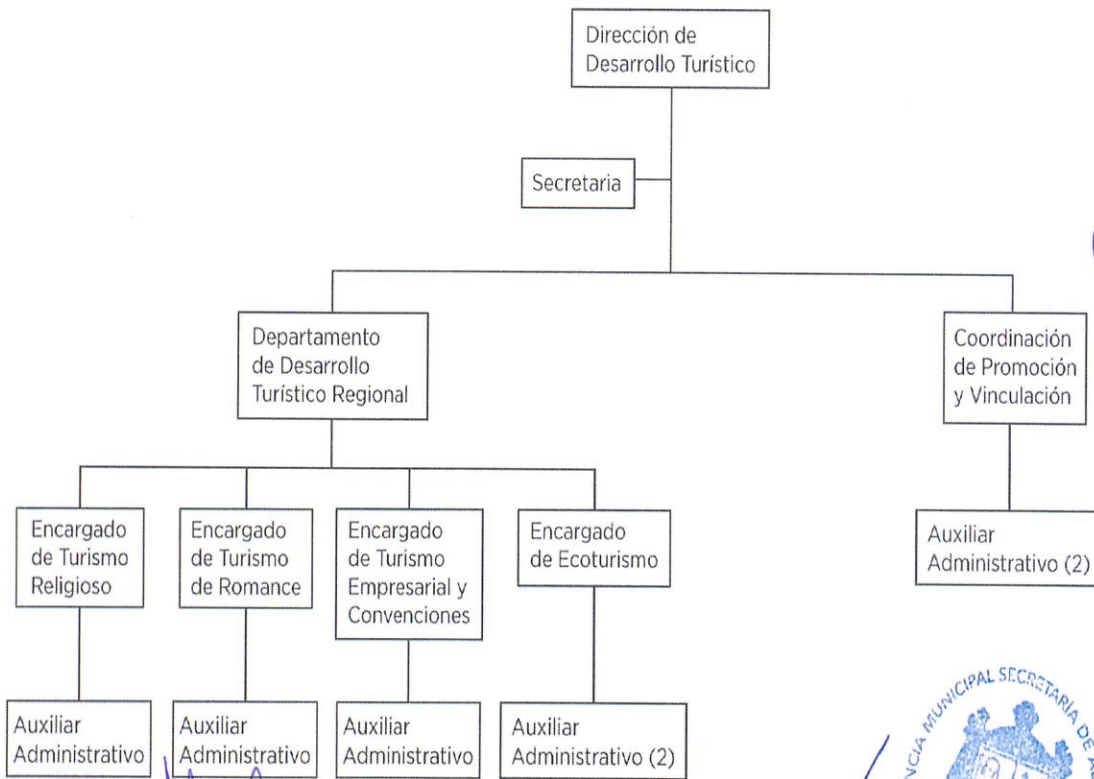 Dirección de
Desarrollo Turístico
Secretaria
Departamento
de Desarrollo
Turístico Regional
Coordinación
de Promoción
y Vinculación
Encargado
de Turismo
Religioso
Encargado
de Turismo
de Romance
Encargado
de Turismo
Empresarial y
Convenciones
Encargado
de Ecoturismo
Auxiliar
Administrativo (2)
Auxiliar
Administrativo
Auxiliar
Administrativo
Auxiliar
Administrativo
Auxiliar
Administrativo (2)
MUNICIPAL SECRETARÍA DE